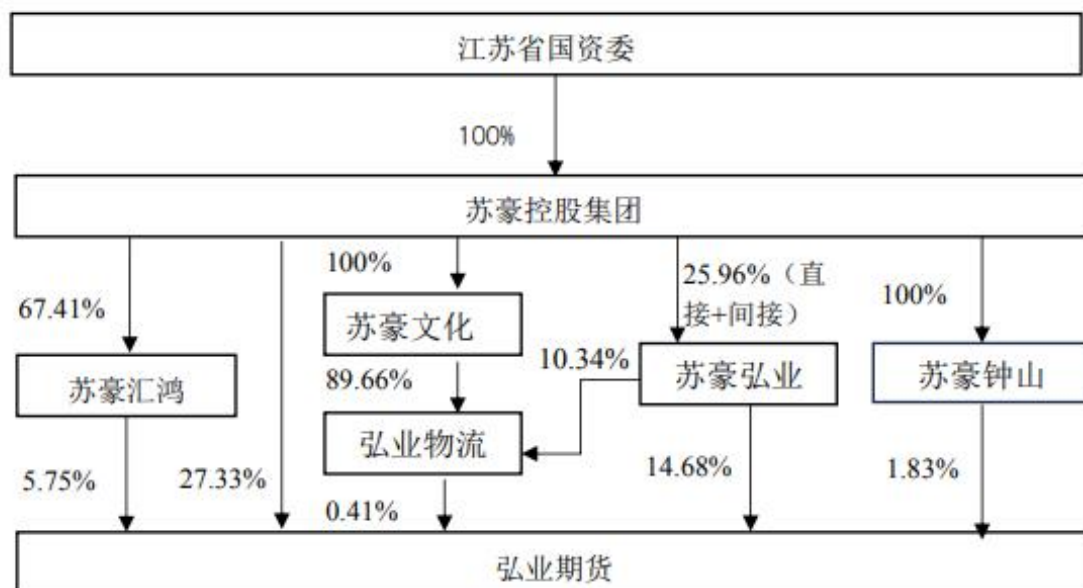 江苏省国资委
100%
苏豪控股集团
67.41%
27.33%
100%
25.96%（直
接+间接）
100%
苏豪文化
苏豪汇鸿
89.66%
10.34%
苏豪弘业
苏豪钟山
弘业物流
5.75%
0.41%
14.68%
1.83%
弘业期货